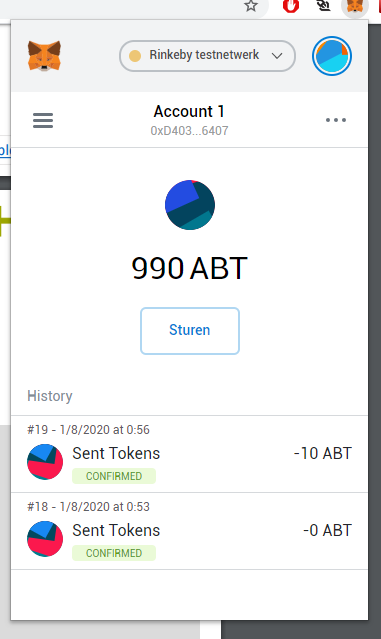 Rinkeby testnetwerk
Account 1
0xD403...6407
990 ABT
Sturen
History
#19 - 1/8/2020 at 0:56
Sent Tokens
-10 ABT
CONFIRMED
#18 - 1/8/2020 at 0:53
Sent Tokens
-0 ABT
CONFIRMED